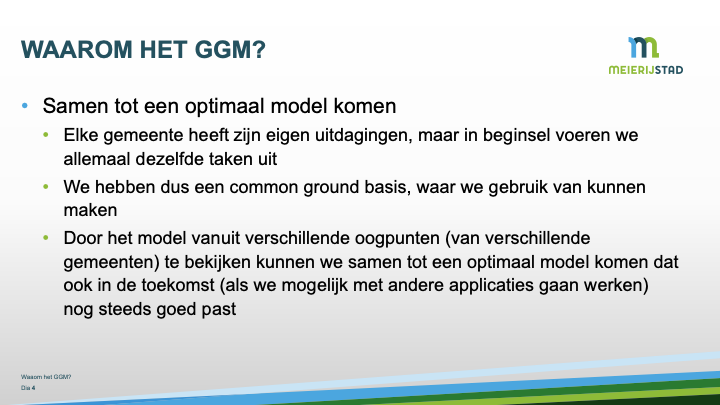 WAAROM HET GGM?
MEIERIJSTAD
• Samen tot een optimaal model komen
• Elke gemeente heeft zijn eigen uitdagingen, maar in beginsel voeren we
allemaal dezelfde taken uit
• We hebben dus een common ground basis, waar we gebruik van kunnen
maken
• Door het model vanuit verschillende oogpunten (van verschillende
gemeenten) te bekijken kunnen we samen tot een optimaal model komen dat
ook in de toekomst (als we mogelijk met andere applicaties gaan werken)
nog steeds goed past
Waarom het GGM?
Dia 4